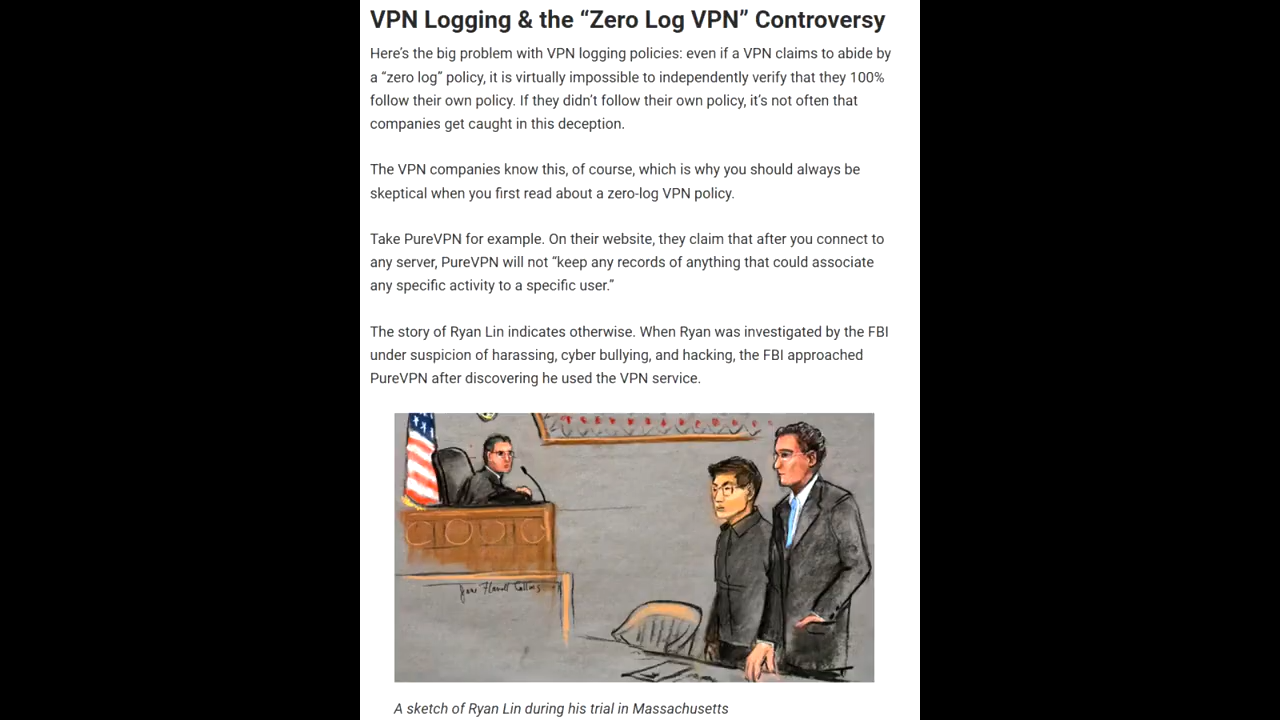 VPN Logging & the “Zero Log VPN” Controversy
Here’s the big problem with VPN logging policies: even if a VPN claims to abide by
a “zero log” policy, it is virtually impossible to independently verify that they 100%
follow their own policy. If they didn’t follow their own policy, it’s not often that
companies get caught in this deception.
The VPN companies know this, of course, which is why you should always be
skeptical when you first read about a zero-log VPN policy.
Take PureVPN for example. On their website, they claim that after you connect to
any server, PureVPN will not “keep any records of anything that could associate
any specific activity to a specific user.”
The story of Ryan Lin indicates otherwise. When Ryan was investigated by the FBI
under suspicion of harassing, cyber bullying, and hacking, the FBI approached
PureVPN after discovering he used the VPN service.
Jane Flavell Collins
A sketch of Ryan Lin during his trial in Massachusetts